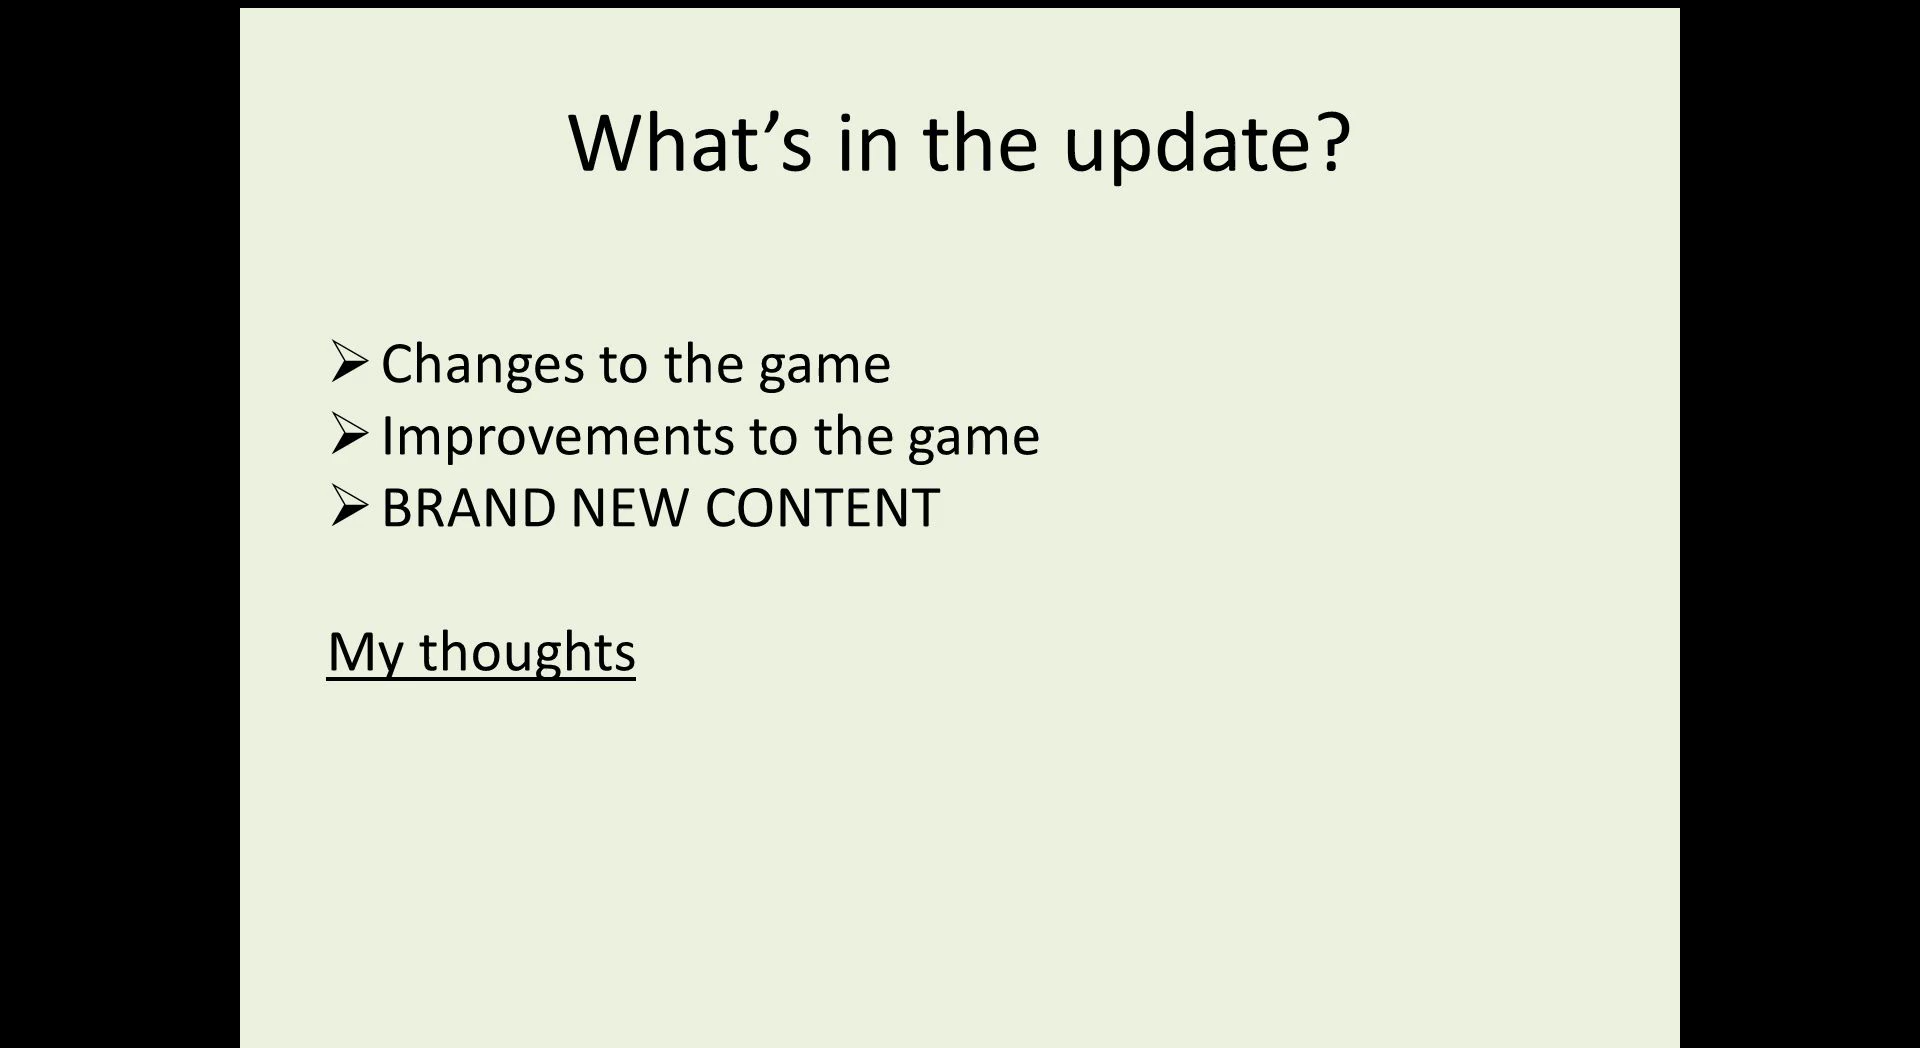 What’s in the update?
Changes to the game
Improvements to the game
BRAND NEW CONTENT
My thoughts